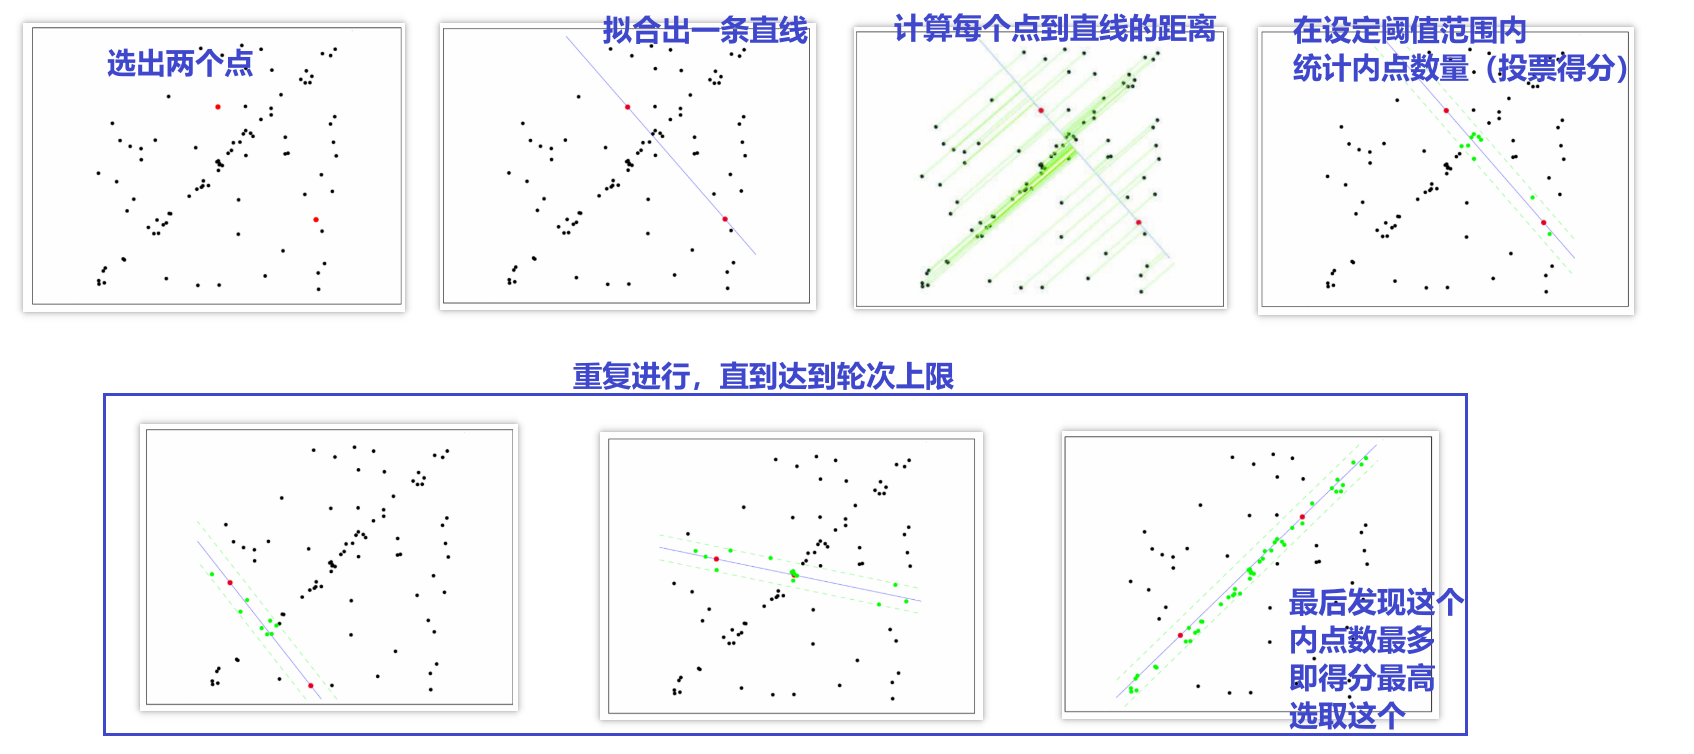 选出两个点
拟合出一条直线
计算每个点到直线的距离
在设定阈值范围内
统计内点数量（投票得分）
重复进行，直到达到轮次上限
最后发现这个
内点数最多
即得分最高
选取这个